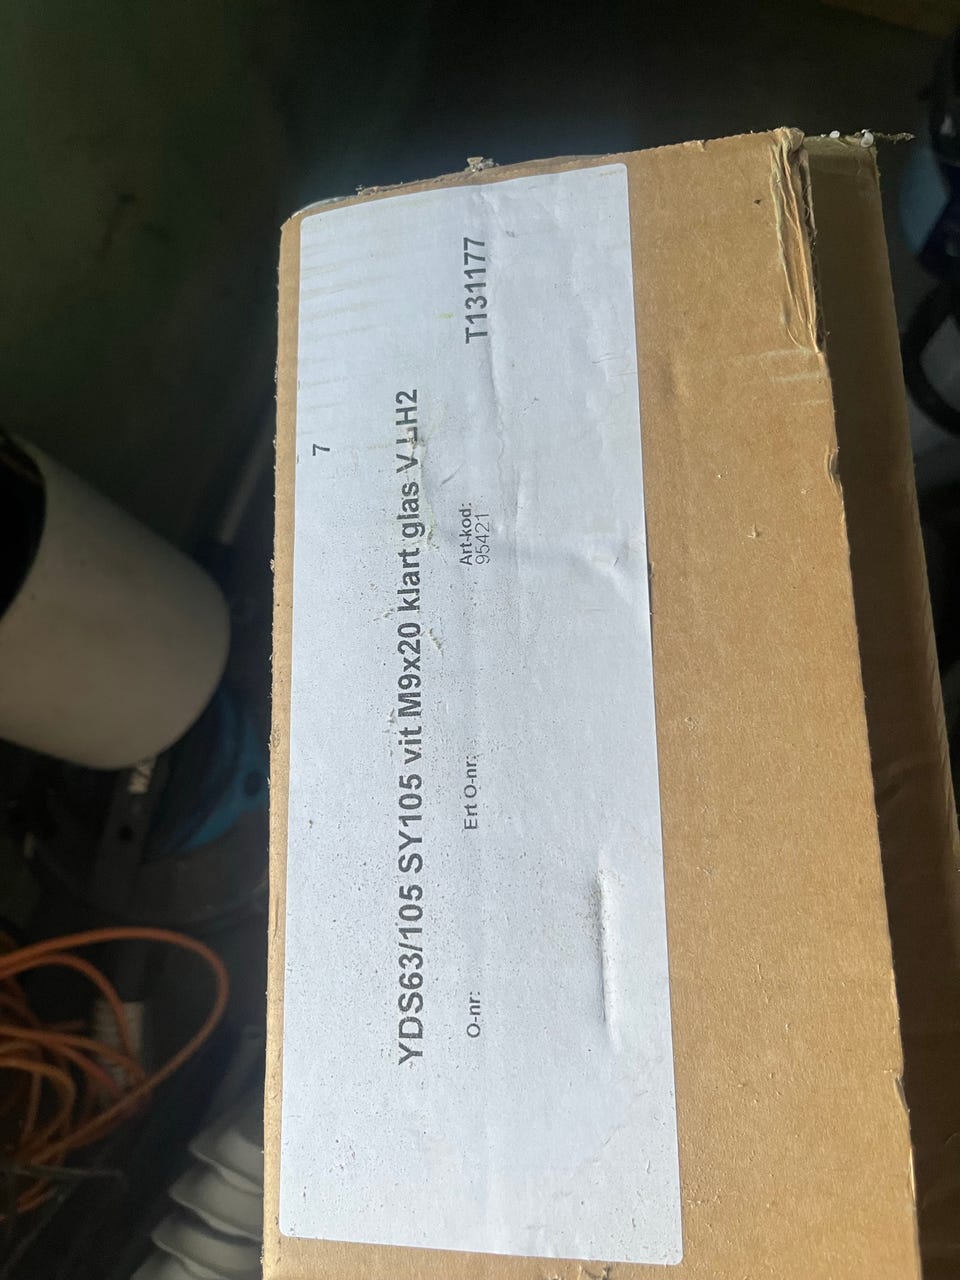 7
YDS63/105 SY105 vit M9x20 klart glas V LH2
O-nr:
Ert O-nr:
Art-kod:
95421
T131177